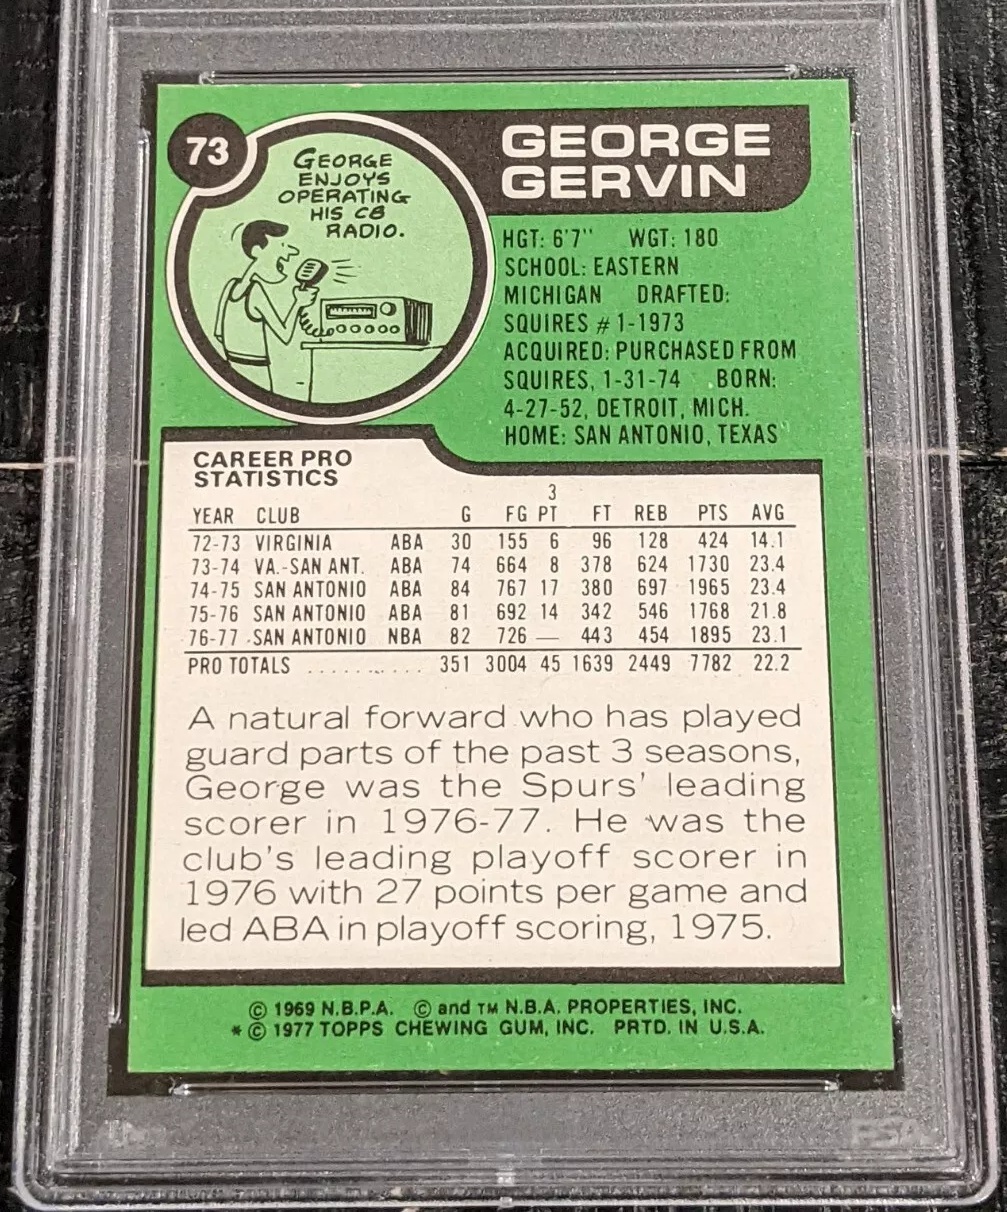 73
GEORGE
ENJOYS
OPERATING
HIS CB
RADIO.
GEORGE
GERVIN
HGT: 6'7" WGT: 180
SCHOOL: EASTERN
MICHIGAN DRAFTED:
SQUIRES #1-1973
ACQUIRED: PURCHASED FROM
SQUIRES, 1-31-74 BORN:
4-27-52, DETROIT, MICH.
HOME: SAN ANTONIO, TEXAS
CAREER PRO
STATISTICS
3
YEAR CLUB G FG PT FT REB PTS AVG
72-73 VIRGINIA ABA 30 155 6 96 128 424 14.1
73-74 VA.-SAN ANT. ABA 74 664 8 378 624 1730 23.4
74-75 SAN ANTONIO ABA 84 767 17 380 697 1965 23.4
75-76 SAN ANTONIO ABA 81 692 14 342 546 1768 21.8
76-77 SAN ANTONIO NBA 82 726 — 443 454 1895 23.1
PRO TOTALS .......... 351 3004 45 1639 2449 7782 22.2
A natural forward who has played
guard parts of the past 3 seasons,
George was the Spurs' leading
scorer in 1976-77. He was the
club's leading playoff scorer in
1976 with 27 points per game and
led ABA in playoff scoring, 1975.
© 1969 N.B.P.A. © and TM N.B.A. PROPERTIES, INC.
* © 1977 TOPPS CHEWING GUM, INC. PRTD. IN U.S.A.
PSA